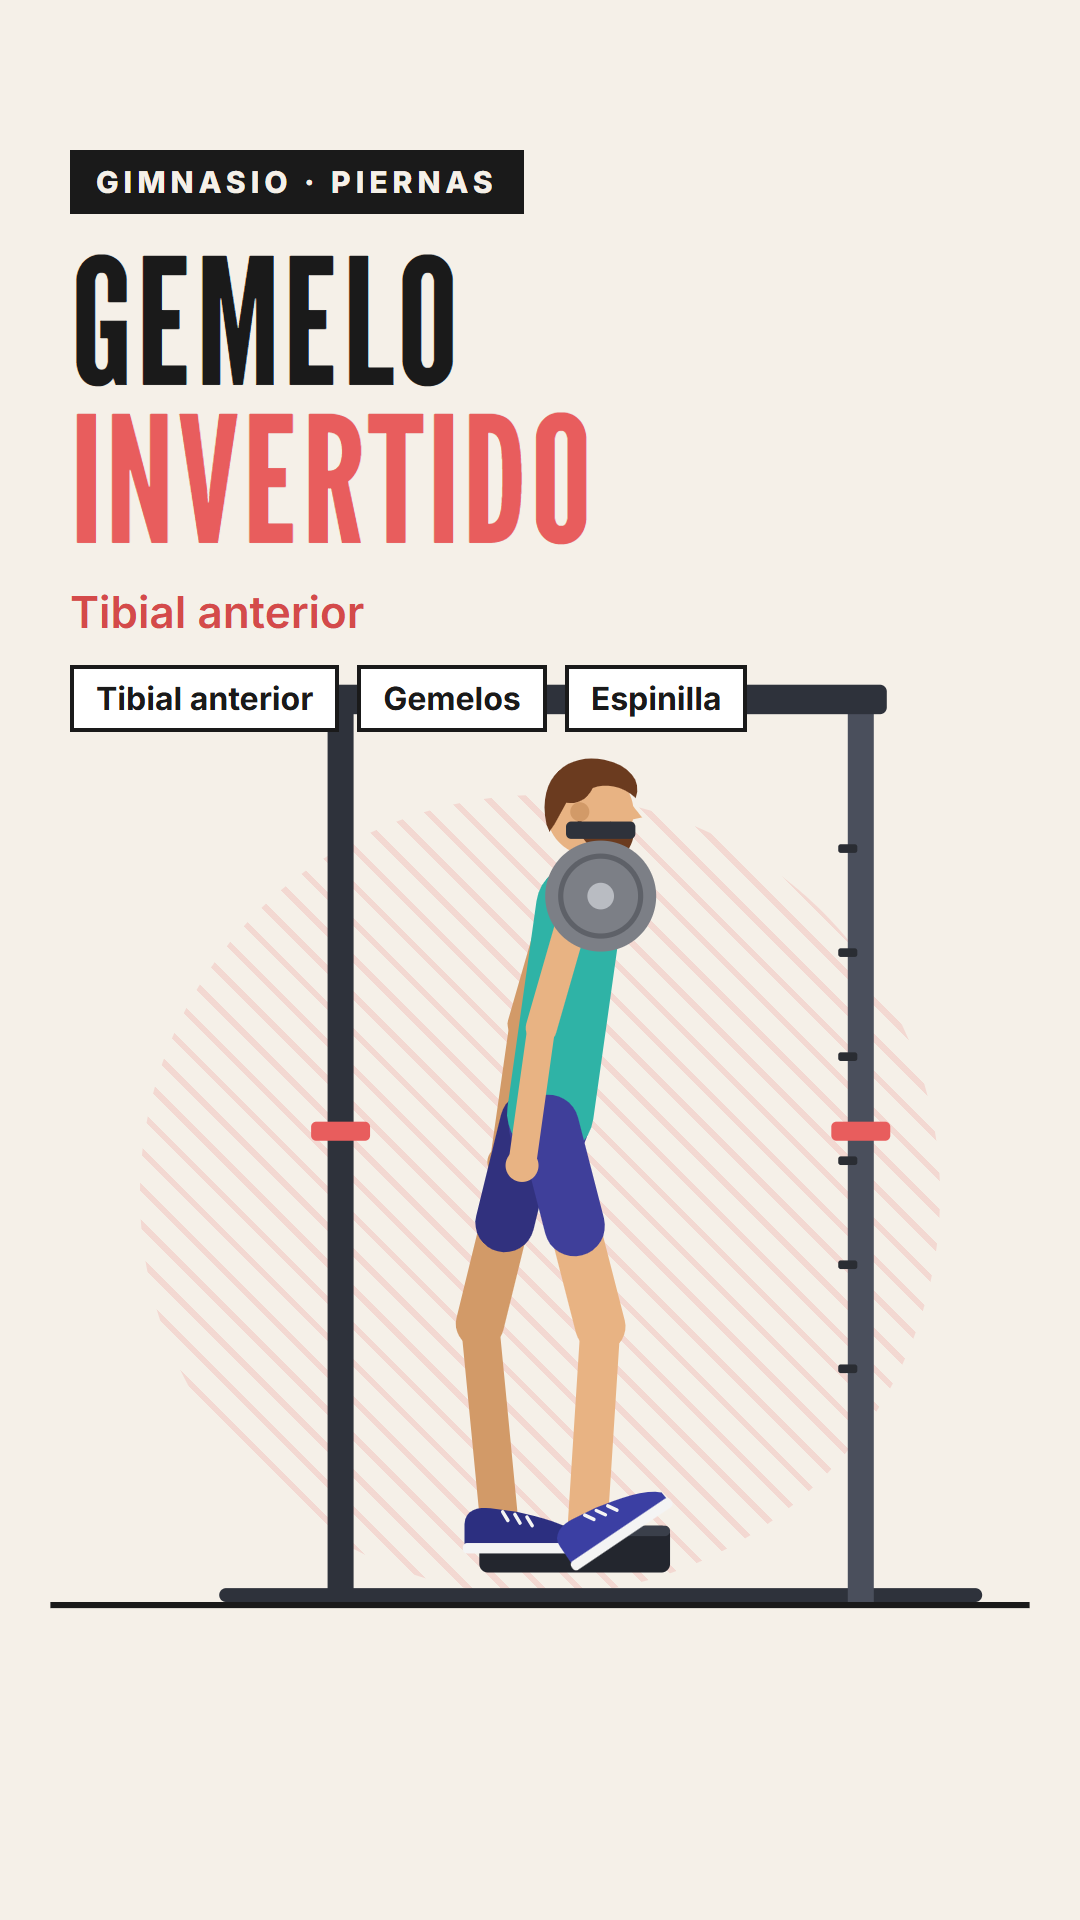 GIMNASIO · PIERNAS
GEMELO
INVERTIDO
Tibial anterior
Tibial anterior Gemelos Espinilla